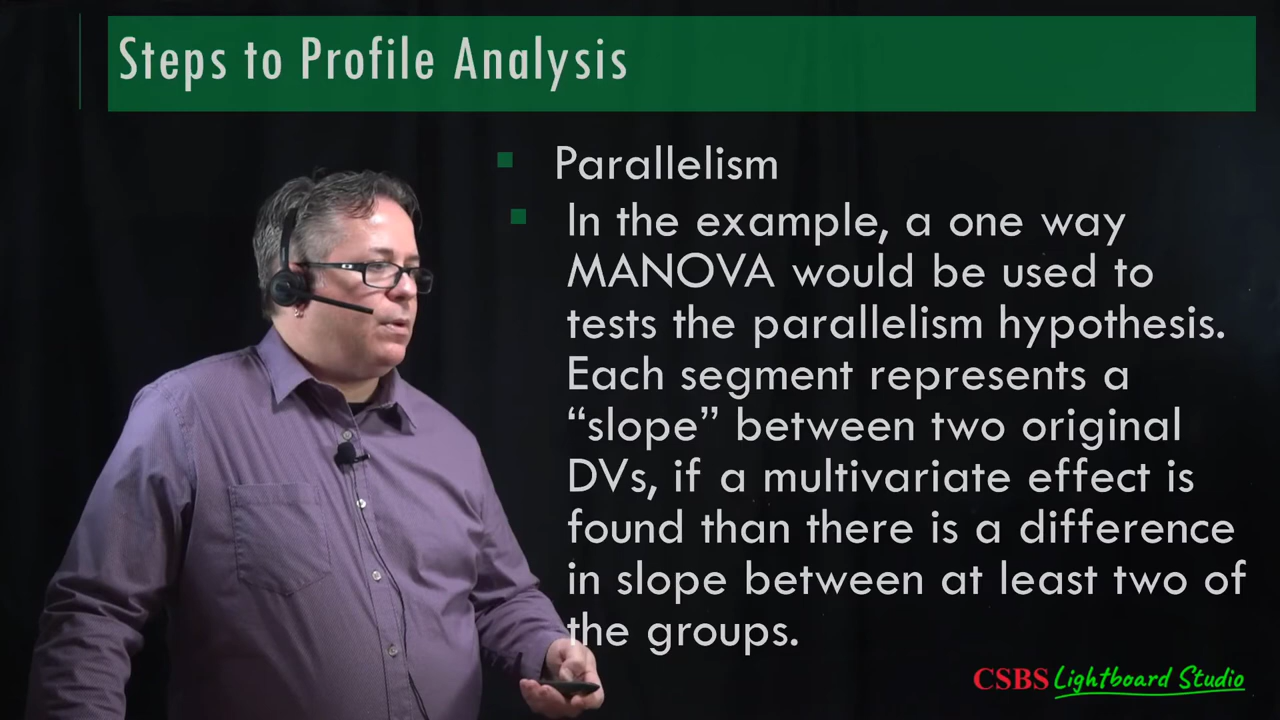 Steps to Profile Analysis
Parallelism
In the example, a one way
MANOVA would be used to
tests the parallelism hypothesis.
Each segment represents a
“slope” between two original
DVs, if a multivariate effect is
found than there is a difference
in slope between at least two of
the groups.
CSBS Lightboard Studio